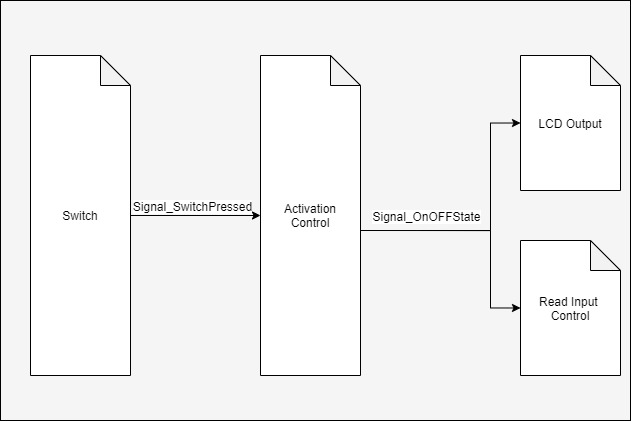 Switch
Signal_SwitchPressed
Activation
Control
Signal_OnOFFState
LCD Output
Read Input
Control